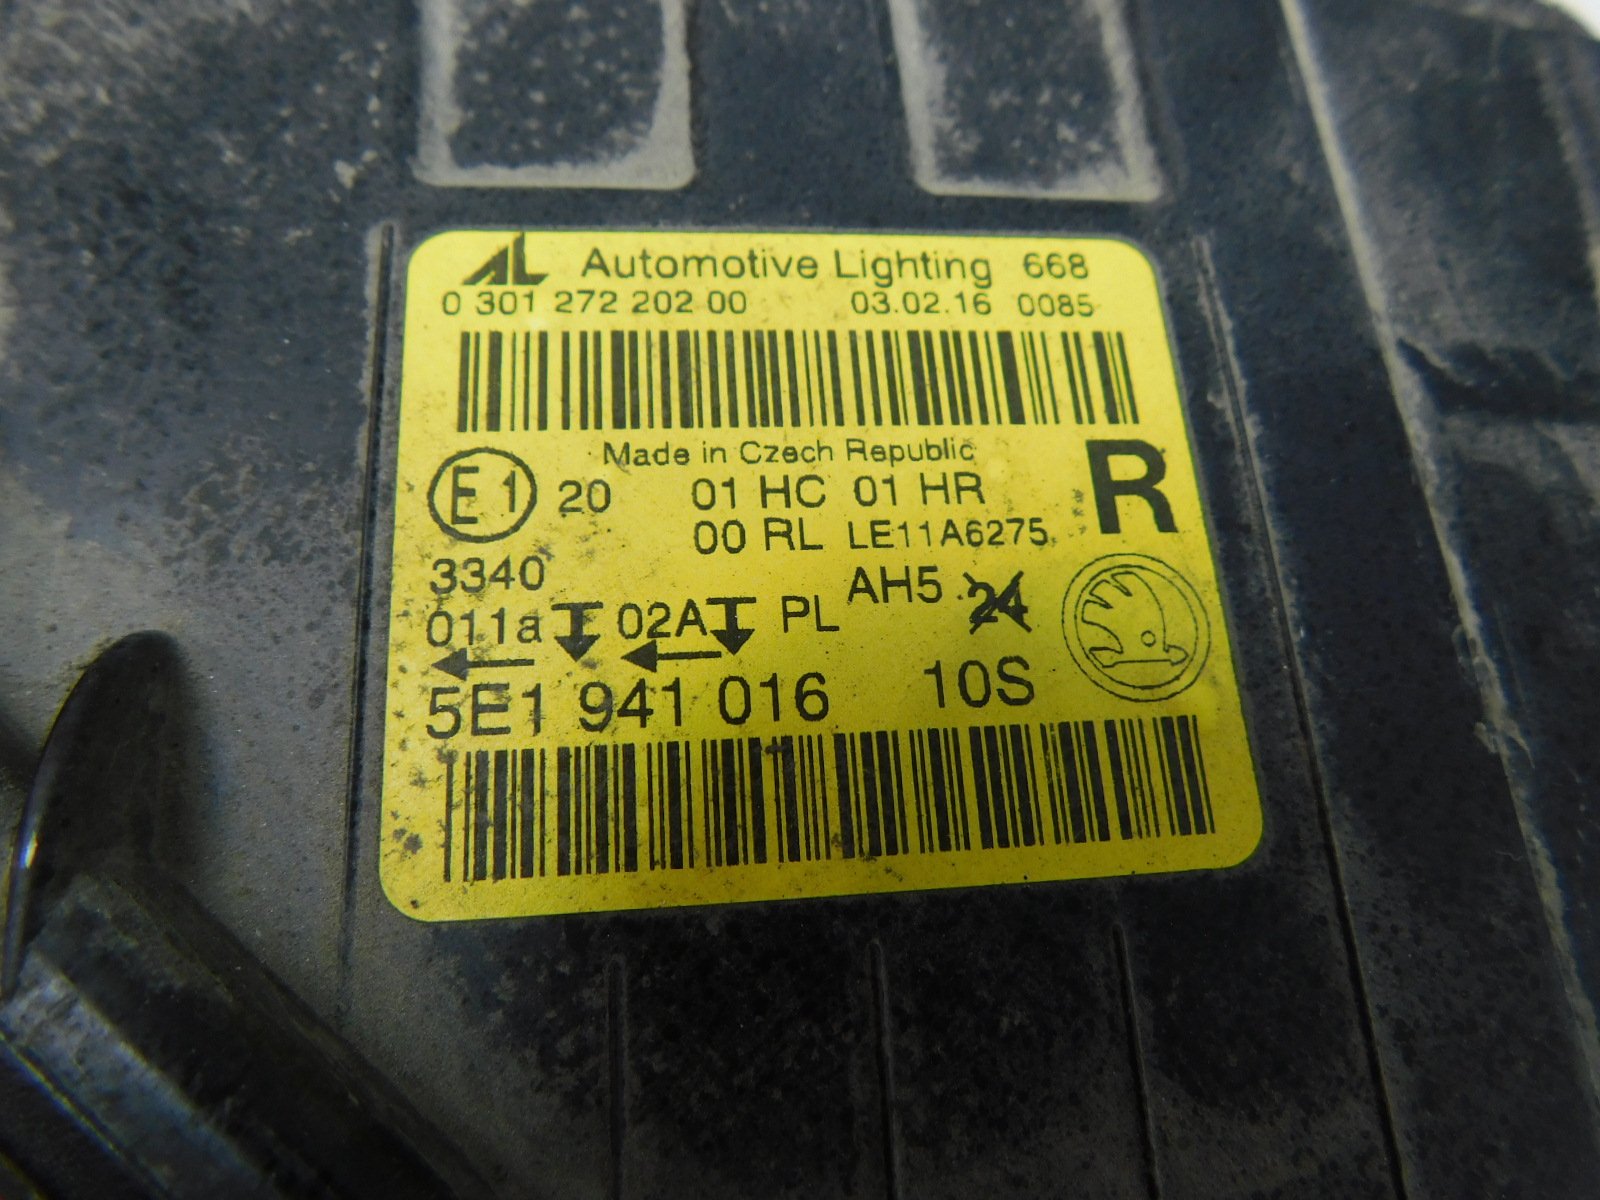 AL Automotive Lighting 668
0 301 272 202 00 03.02.16 0085
Made in Czech Republic
E1 20 01 HC 01 HR R
00 RL LE11A6275
3340
AH5 24
011a 02A PL
5E1 941 016 10S